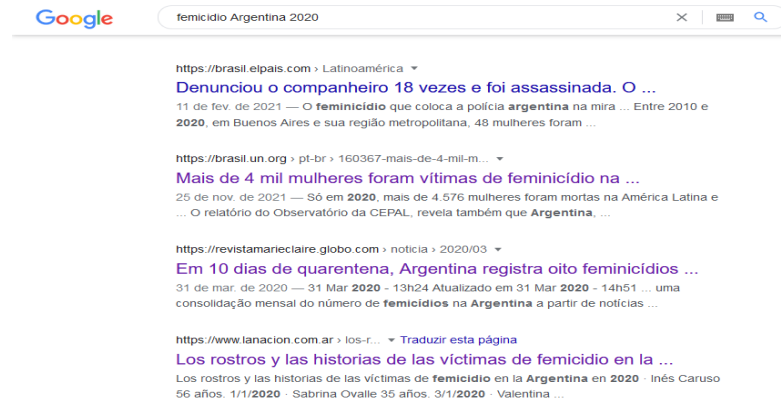 Google
femicidio Argentina 2020
https://brasil.elpais.com › Latinoamérica
Denunciou o companheiro 18 vezes e foi assassinada. O ...
11 de fev. de 2021 — O feminicídio que coloca a polícia argentina na mira ... Entre 2010 e
2020, em Buenos Aires e sua região metropolitana, 48 mulheres foram ...
https://brasil.un.org › pt-br › 160367-mais-de-4-mil-m...
Mais de 4 mil mulheres foram vítimas de feminicídio na ...
25 de nov. de 2021 — Só em 2020, mais de 4.576 mulheres foram mortas na América Latina e
... O relatório do Observatório da CEPAL, revela também que Argentina, ...
https://revistamarieclaire.globo.com › noticia › 2020/03
Em 10 dias de quarentena, Argentina registra oito feminicídios ...
31 de mar. de 2020 — 31 Mar 2020 - 13h24 Atualizado em 31 Mar 2020 - 14h51 ... uma
consolidação mensal do número de femicídios na Argentina a partir de notícias ...
https://www.lanacion.com.ar › los-r... Traduzir esta página
Los rostros y las historias de las víctimas de femicidio en la ...
Los rostros y las historias de las víctimas de femicidio en la Argentina en 2020 · Inés Caruso
56 años. 1/1/2020 · Sabrina Ovalle 35 años. 3/1/2020 · Valentina ...